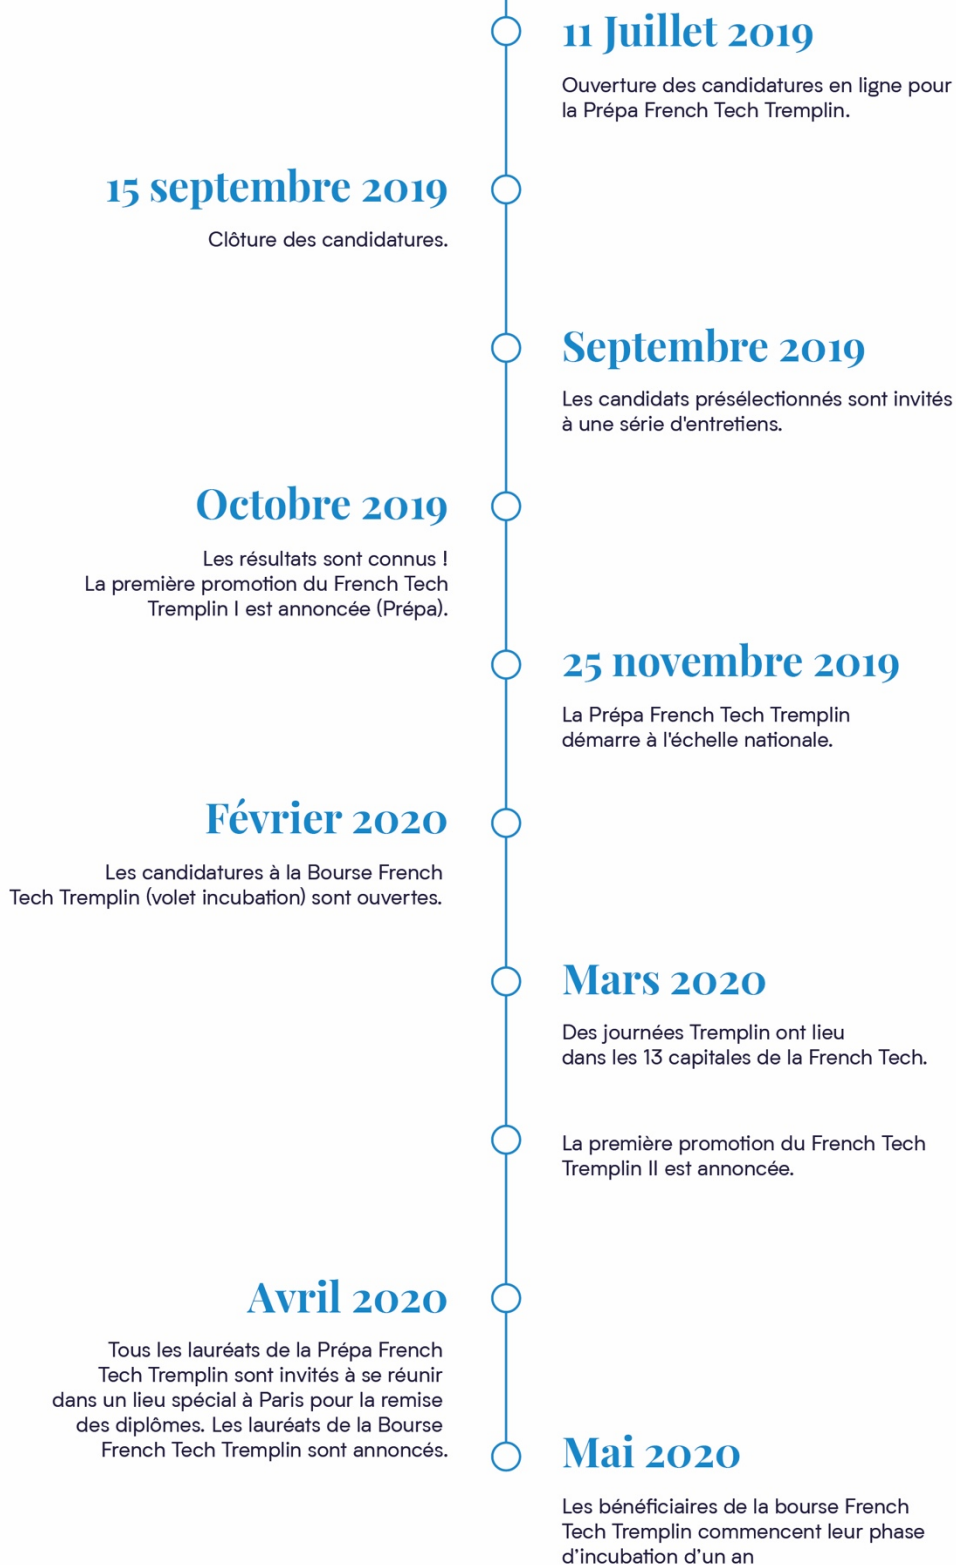 11 Juillet 2019
Ouverture des candidatures en ligne pour
la Prépa French Tech Tremplin.
15 septembre 2019
Clôture des candidatures.
Septembre 2019
Les candidats présélectionnés sont invités
à une série d'entretiens.
Octobre 2019
Les résultats sont connus !
La première promotion du French Tech
Tremplin I est annoncée (Prépa).
25 novembre 2019
La Prépa French Tech Tremplin
démarre à l'échelle nationale.
Février 2020
Les candidatures à la Bourse French
Tech Tremplin (volet incubation) sont ouvertes.
Mars 2020
Des journées Tremplin ont lieu
dans les 13 capitales de la French Tech.
La première promotion du French Tech
Tremplin II est annoncée.
Avril 2020
Tous les lauréats de la Prépa French
Tech Tremplin sont invités à se réunir
dans un lieu spécial à Paris pour la remise
des diplômes. Les lauréats de la Bourse
French Tech Tremplin sont annoncés.
Mai 2020
Les bénéficiaires de la bourse French
Tech Tremplin commencent leur phase
d'incubation d'un an